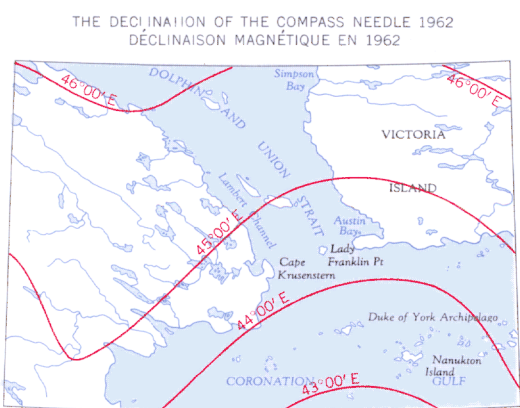 THE DECLINATION OF THE COMPASS NEEDLE 1962
DÉCLINAISON MAGNÉTIQUE EN 1962
46°00′ E
DOLPHIN AND UNION STRAIT
Simpson
Bay
46°00′ E
VICTORIA
ISLAND
Lambert Channel
45°00′ E
Austin
Bay
Lady
Franklin Pt
Cape
Krusenstern
44°00′ E
Duke of York Archipelago
Nanukton
Island
CORONATION GULF
43°00′ E